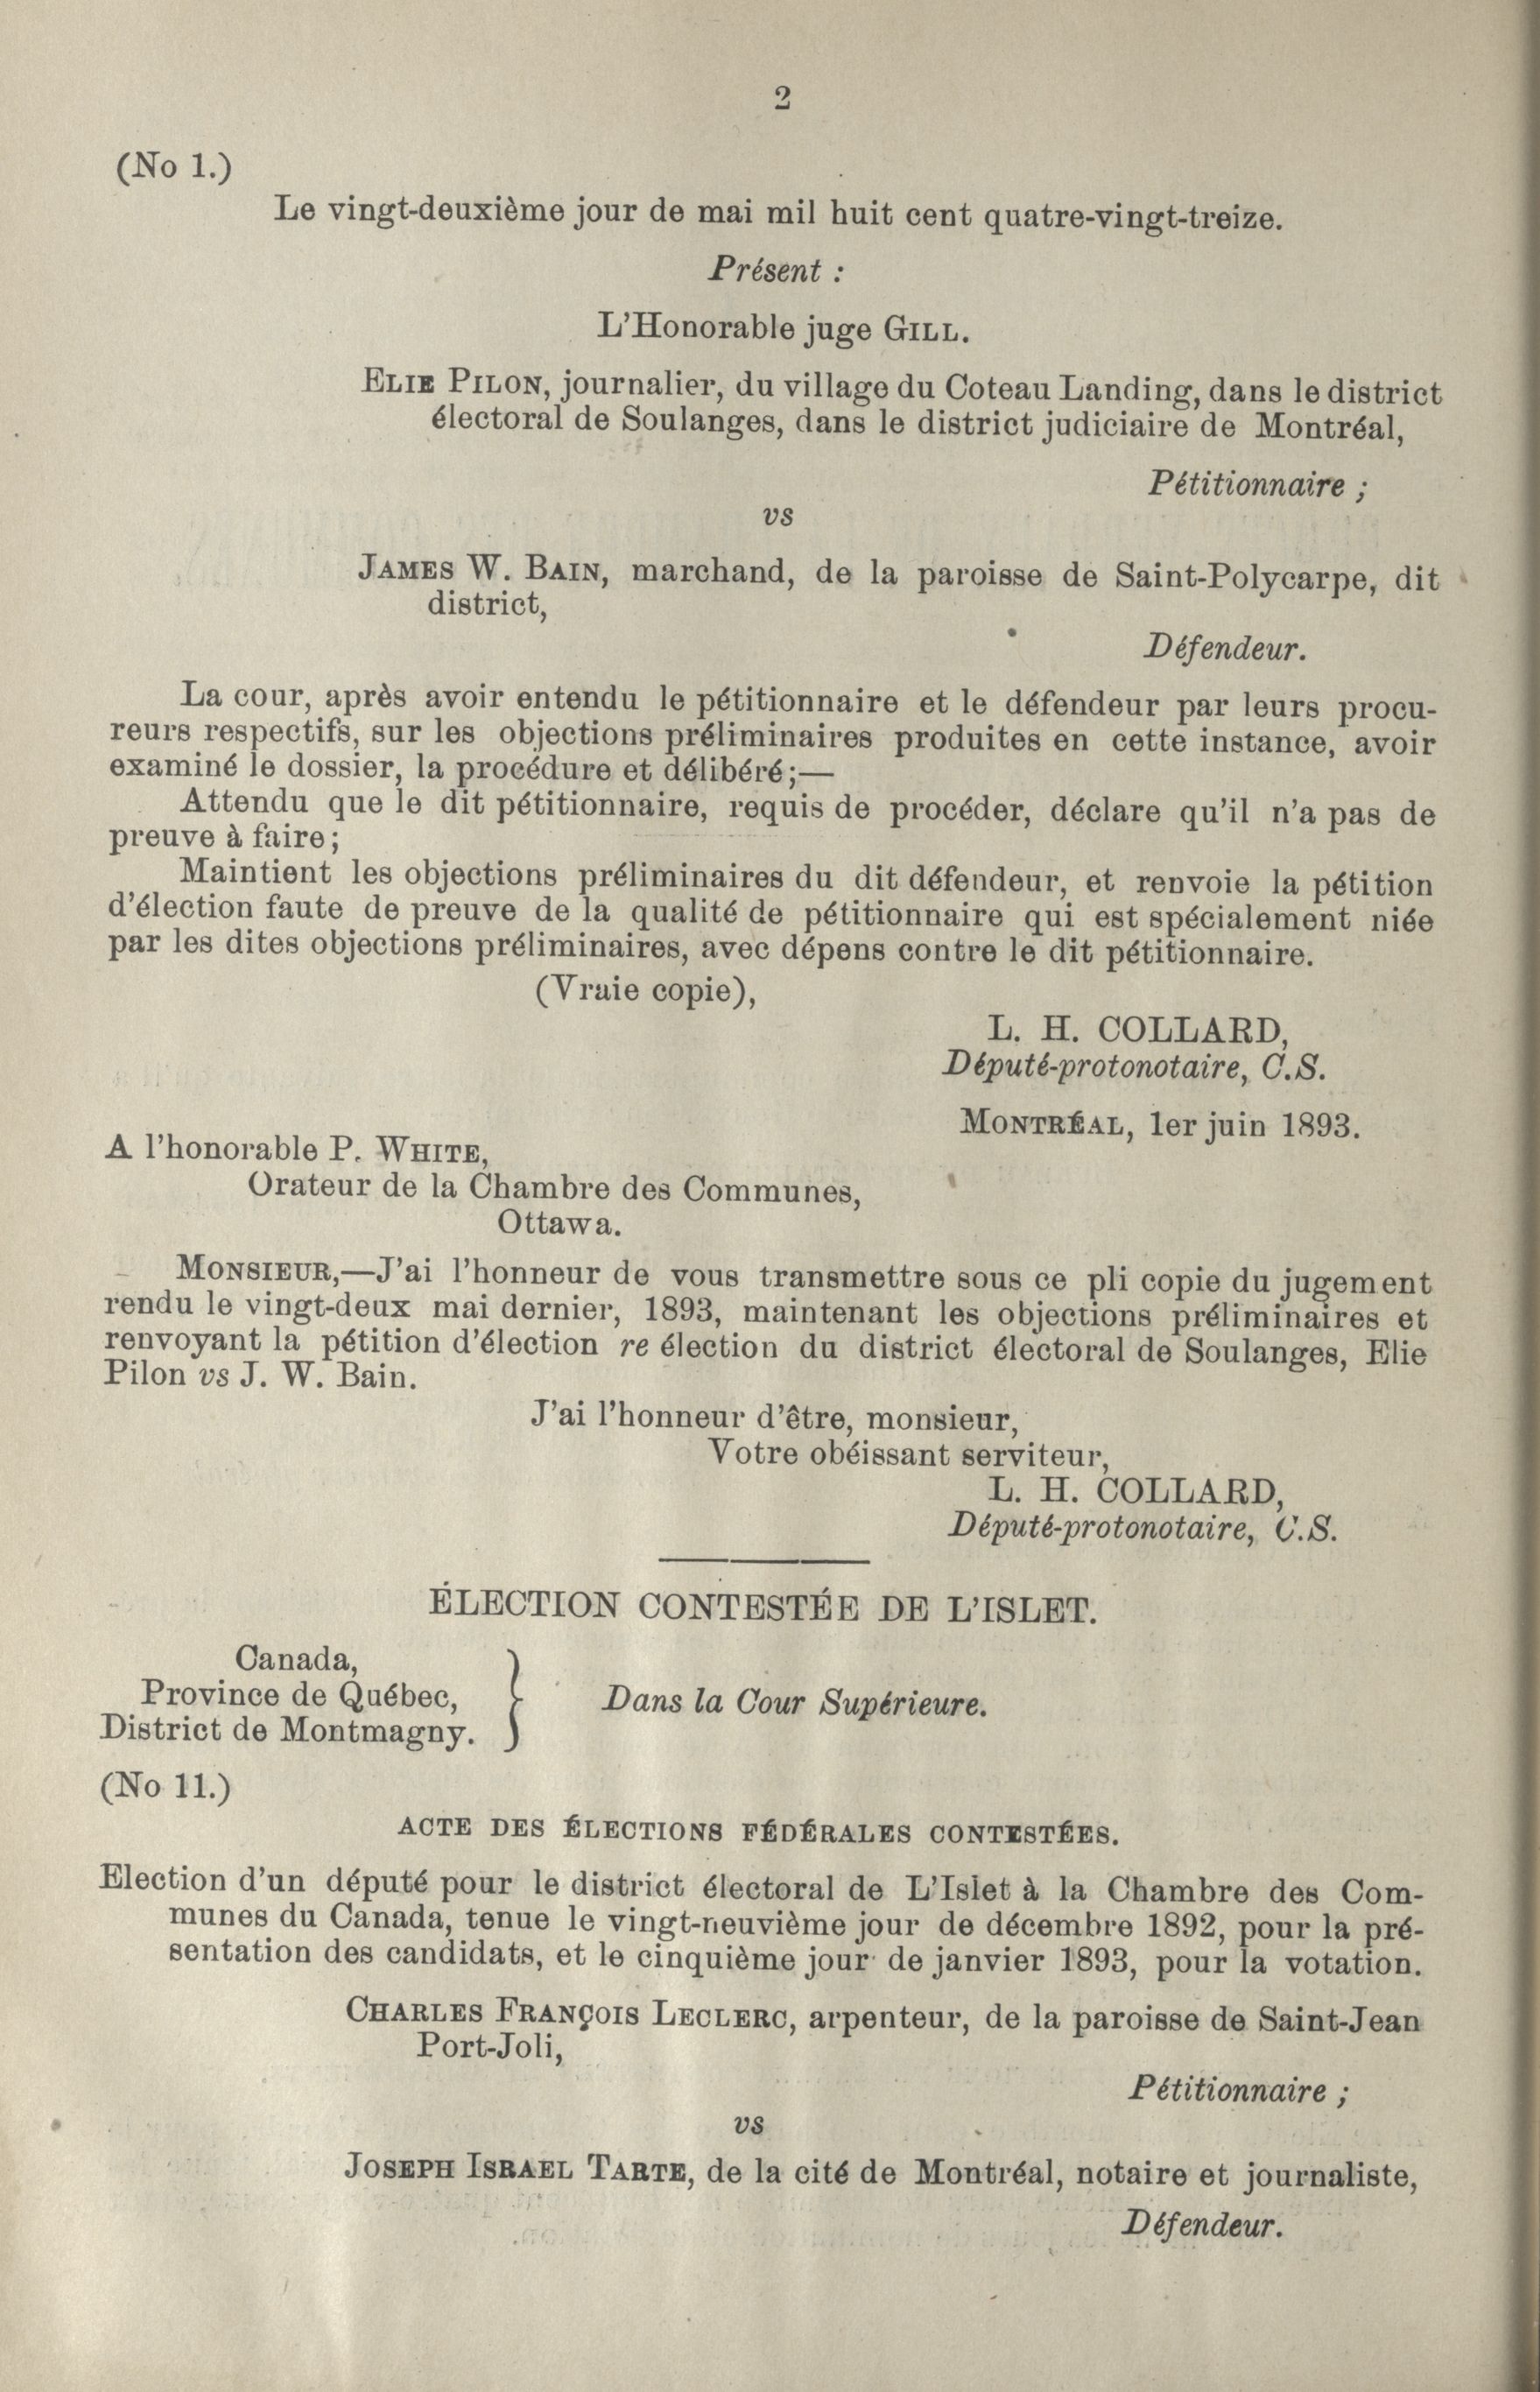 2
(No 1.)
Le vingt-deuxième jour de mai mil huit cent quatre-vingt-treize.
Présent :
L'Honorable juge GILL.
ELIE PILON, journalier, du village du Coteau Landing, dans le district
électoral de Soulanges, dans le district judiciaire de Montréal,
Pétitionnaire ;
vs
JAMES W. BAIN, marchand, de la paroisse de Saint-Polycarpe, dit
district,
Défendeur.
La cour, après avoir entendu le pétitionnaire et le défendeur par leurs procu-
reurs respectifs, sur les objections préliminaires produites en cette instance, avoir
examiné le dossier, la procédure et délibéré;—
Attendu que le dit pétitionnaire, requis de procéder, déclare qu'il n'a pas de
preuve à faire;
Maintient les objections préliminaires du dit défendeur, et renvoie la pétition
d'élection faute de preuve de la qualité de pétitionnaire qui est spécialement niée
par les dites objections préliminaires, avec dépens contre le dit pétitionnaire.
(Vraie copie),
L. H. COLLARD,
Député-protonotaire, C.S.
MONTRÉAL, 1er juin 1893.
A l'honorable P. WHITE,
Orateur de la Chambre des Communes,
Ottawa.
MONSIEUR,—J'ai l'honneur de vous transmettre sous ce pli copie du jugement
rendu le vingt-deux mai dernier, 1893, maintenant les objections préliminaires et
renvoyant la pétition d'élection re élection du district électoral de Soulanges, Elie
Pilon vs J. W. Bain.
J'ai l'honneur d'être, monsieur,
Votre obéissant serviteur,
L. H. COLLARD,
Député-protonotaire, C.S.
ÉLECTION CONTESTÉE DE L'ISLET.
Canada,
Province de Québec,
District de Montmagny.
Dans la Cour Supérieure.
(No 11.)
ACTE DES ÉLECTIONS FÉDÉRALES CONTESTÉES.
Election d'un député pour le district électoral de L'Islet à la Chambre des Com-
munes du Canada, tenue le vingt-neuvième jour de décembre 1892, pour la pré-
sentation des candidats, et le cinquième jour de janvier 1893, pour la votation.
CHARLES FRANÇOIS LECLERC, arpenteur, de la paroisse de Saint-Jean
Port-Joli,
Pétitionnaire ;
vs
JOSEPH ISRAEL TARTE, de la cité de Montréal, notaire et journaliste,
Défendeur.